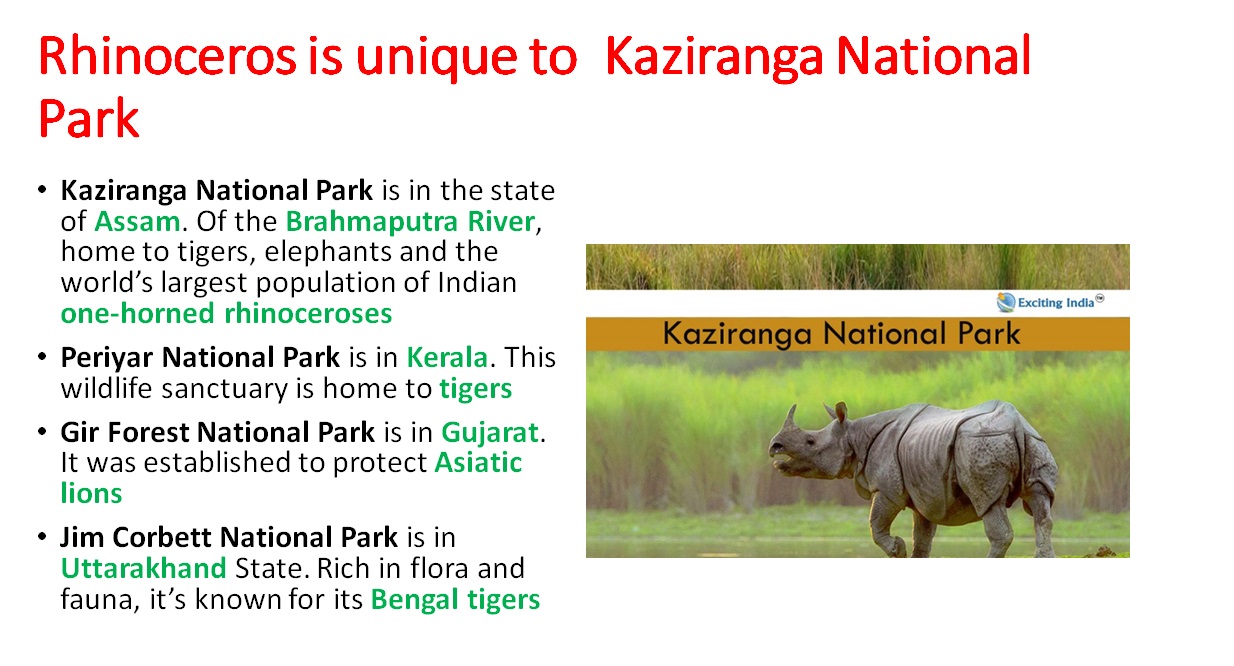 Rhinoceros is unique to  Kaziranga National
Park
• Kaziranga National Park is in the state
of Assam. Of the Brahmaputra River,
home to tigers, elephants and the
world’s largest population of Indian
one-horned rhinoceroses
• Periyar National Park is in Kerala. This
wildlife sanctuary is home to tigers
• Gir Forest National Park is in Gujarat.
It was established to protect Asiatic
lions
• Jim Corbett National Park is in
Uttarakhand State. Rich in flora and
fauna, it’s known for its Bengal tigers
Exciting India™
Kaziranga National Park